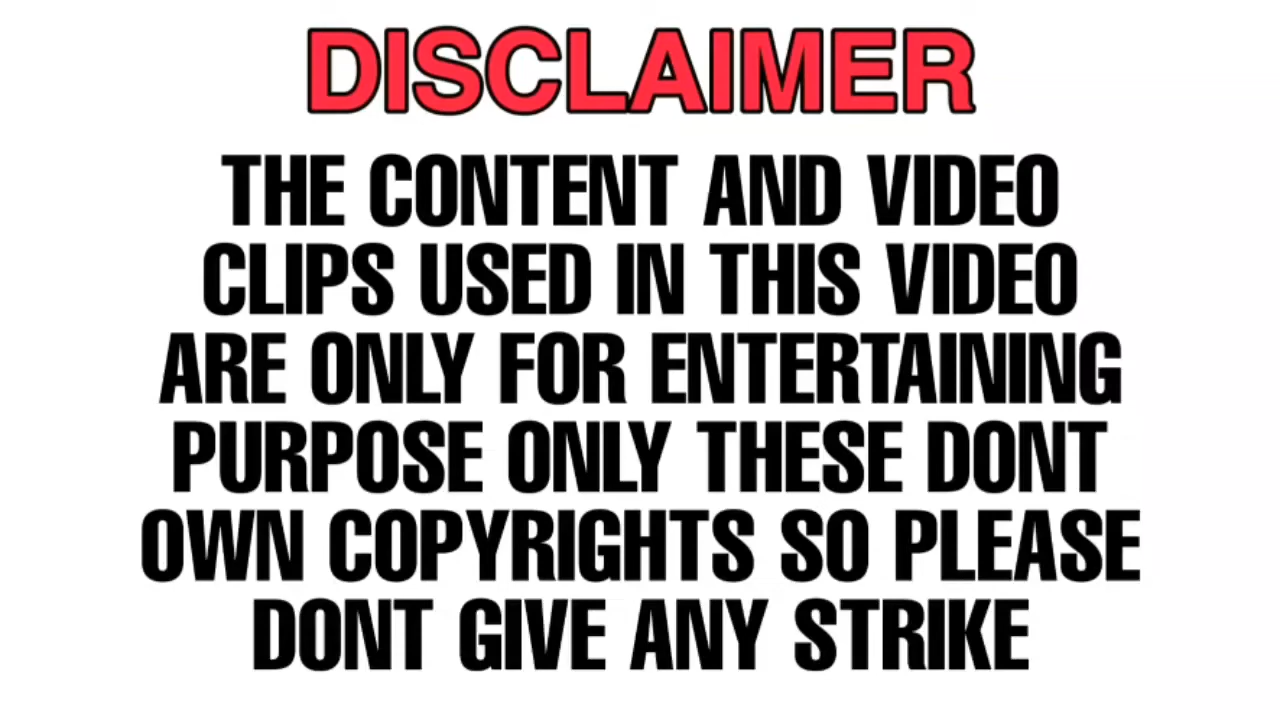 DISCLAIMER
THE CONTENT AND VIDEO
CLIPS USED IN THIS VIDEO
ARE ONLY FOR ENTERTAINING
PURPOSE ONLY THESE DONT
OWN COPYRIGHTS SO PLEASE
DONT GIVE ANY STRIKE